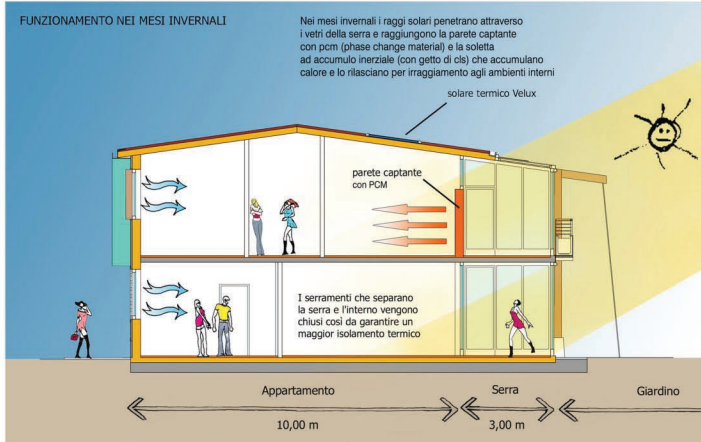 FUNZIONAMENTO NEI MESI INVERNALI
Nei mesi invernali i raggi solari penetrano attraverso
i vetri della serra e raggiungono la parete captante
con pcm (phase change material) e la soletta
ad accumulo inerziale (con getto di cls) che accumulano
calore e lo rilasciano per irraggiamento agli ambienti interni
solare termico Velux
parete captante
con PCM
I serramenti che separano
la serra e l'interno vengono
chiusi così da garantire un
maggior isolamento termico
Appartamento
Serra
Giardino
10,00 m
3,00 m